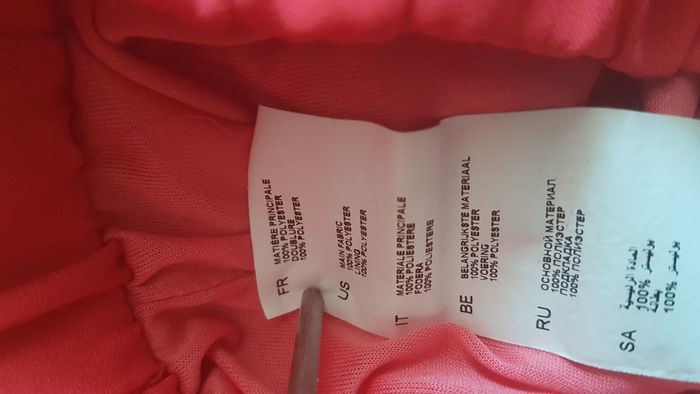 FR
MATIÈRE PRINCIPALE
100% POLYESTER
DOUBLURE
100% POLYESTER
US
MAIN FABRIC
100% POLYESTER
LINING
100% POLYESTER
IT
MATERIALE PRINCIPALE
100% POLIESTERE
FODERA
100% POLIESTERE
BE
BELANGRIJKSTE MATERIAAL
100% POLYESTER
VOERING
100% POLYESTER
RU
ОСНОВНОЙ МАТЕРИАЛ
100% ПОЛИЭСТЕР
ПОДКЛАДКА
100% ПОЛИЭСТЕР
SA
المادة الرئيسية
100% بوليستر
بطانة
100% بوليستر